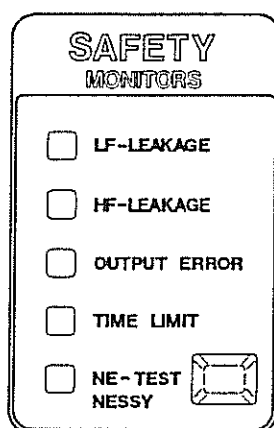 SAFETY
MONITORS
LF-LEAKAGE
HF-LEAKAGE
OUTPUT ERROR
TIME LIMIT
NE-TEST
NESSY